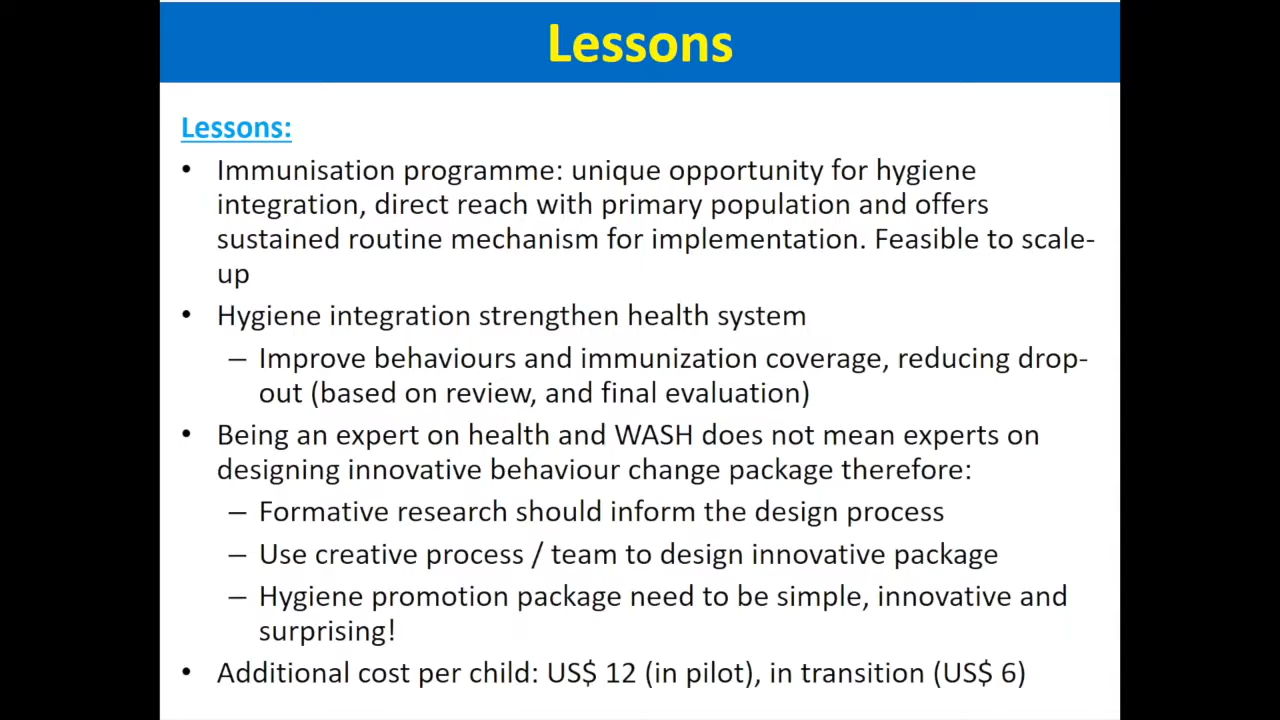 Lessons
Lessons:
• Immunisation programme: unique opportunity for hygiene
integration, direct reach with primary population and offers
sustained routine mechanism for implementation. Feasible to scale-
up
• Hygiene integration strengthen health system
– Improve behaviours and immunization coverage, reducing drop-
out (based on review, and final evaluation)
• Being an expert on health and WASH does not mean experts on
designing innovative behaviour change package therefore:
– Formative research should inform the design process
– Use creative process / team to design innovative package
– Hygiene promotion package need to be simple, innovative and
surprising!
• Additional cost per child: US$ 12 (in pilot), in transition (US$ 6)